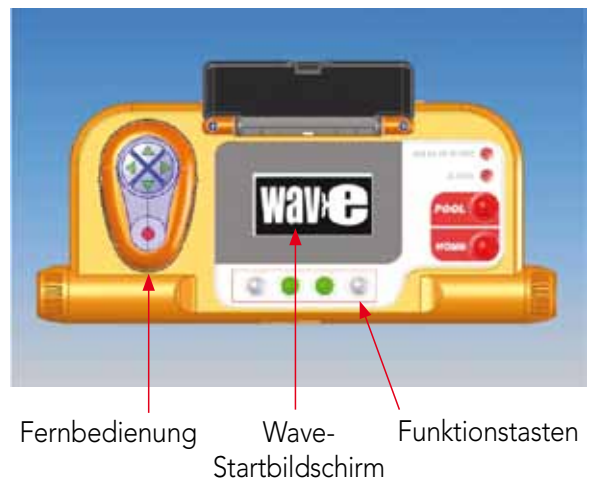 wave
POOL
HOME
Fernbedienung
Wave-
Startbildschirm
Funktionstasten